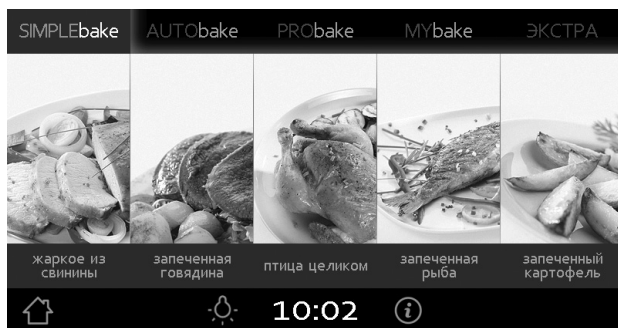 SIMPLEbake AUTObake PRObake MYbake ЭКСТРА
жаркое из свинины
запеченная говядина
птица целиком
запеченная рыба
запеченный картофель
10:02